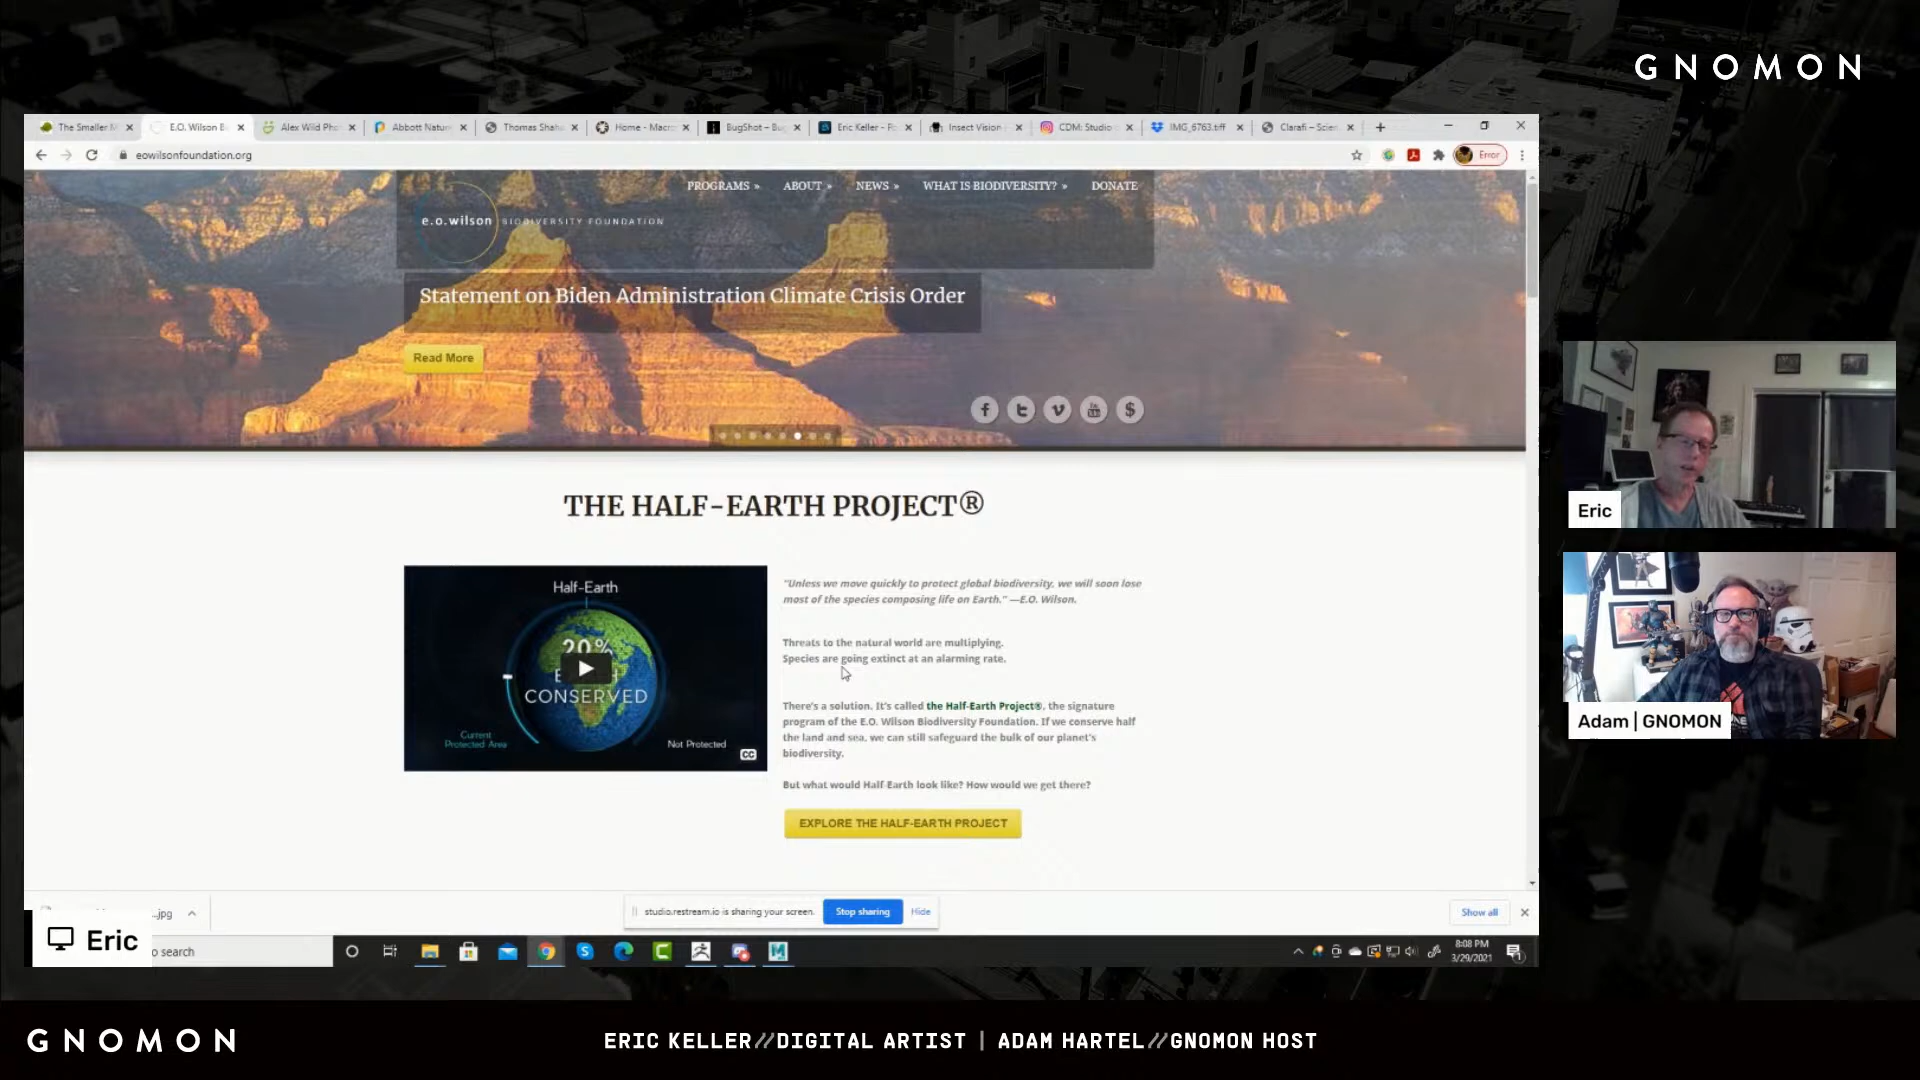 GNOMON
The Smaller M
E.O. Wilson B
Alex Wild Pho
Abbott Natur
Thomas Shah
Home - Macr
BugShot – Bu
Eric Keller - Po
Insect Vision
CDM: Studio
IMG_6763.tiff
Clarafi – Scien
eowilsonfoundation.org
Error
PROGRAMS »
ABOUT »
NEWS »
WHAT IS BIODIVERSITY? »
DONATE
e.o.wilson BIODIVERSITY FOUNDATION
Statement on Biden Administration Climate Crisis Order
Read More
THE HALF-EARTH PROJECT®
Half-Earth
20%
CONSERVED
Current
Protected Area
Not Protected
CC
"Unless we move quickly to protect global biodiversity, we will soon lose
most of the species composing life on Earth." —E.O. Wilson.
Threats to the natural world are multiplying.
Species are going extinct at an alarming rate.
There's a solution. It's called the Half-Earth Project®, the signature
program of the E.O. Wilson Biodiversity Foundation. If we conserve half
the land and sea, we can still safeguard the bulk of our planet's
biodiversity.
But what would Half-Earth look like? How would we get there?
EXPLORE THE HALF-EARTH PROJECT
Eric
Adam | GNOMON
....jpg
studio.restream.io is sharing your screen.
Stop sharing
Hide
Show all
Eric
o search
8:08 PM
3/29/2021
GNOMON
ERIC KELLER//DIGITAL ARTIST | ADAM HARTEL//GNOMON HOST